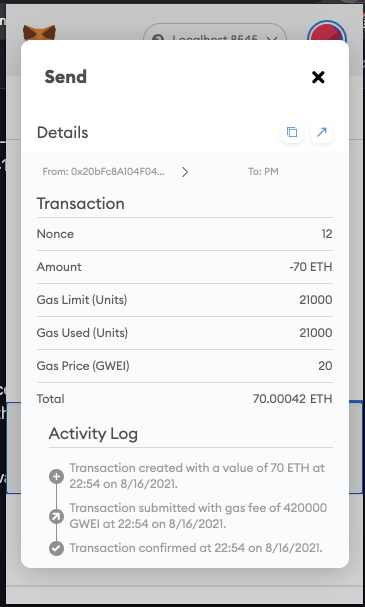 Localhost 8545
Send
Details
From: 0x20bFc8A104F04...
To: PM
Transaction
Nonce 12
Amount -70 ETH
Gas Limit (Units) 21000
Gas Used (Units) 21000
Gas Price (GWEI) 20
Total 70.00042 ETH
Activity Log
Transaction created with a value of 70 ETH at
22:54 on 8/16/2021.
Transaction submitted with gas fee of 420000
GWEI at 22:54 on 8/16/2021.
Transaction confirmed at 22:54 on 8/16/2021.